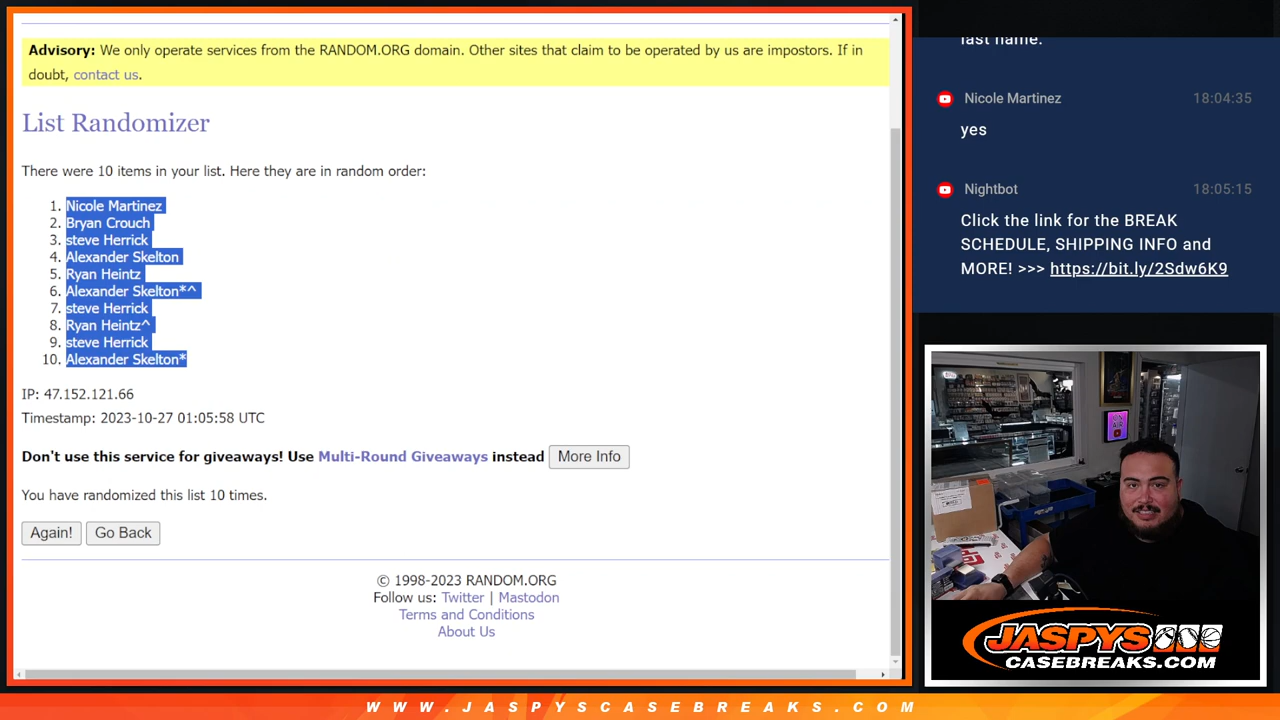 Advisory: We only operate services from the RANDOM.ORG domain. Other sites that claim to be operated by us are impostors. If in
doubt, contact us.
List Randomizer
There were 10 items in your list. Here they are in random order:
1. Nicole Martinez
2. Bryan Crouch
3. steve Herrick
4. Alexander Skelton
5. Ryan Heintz
6. Alexander Skelton*^
7. steve Herrick
8. Ryan Heintz^
9. steve Herrick
10. Alexander Skelton*
IP: 47.152.121.66
Timestamp: 2023-10-27 01:05:58 UTC
Don't use this service for giveaways! Use Multi-Round Giveaways instead More Info
You have randomized this list 10 times.
Again! Go Back
© 1998-2023 RANDOM.ORG
Follow us: Twitter | Mastodon
Terms and Conditions
About Us
last name.
Nicole Martinez 18:04:35
yes
Nightbot 18:05:15
Click the link for the BREAK
SCHEDULE, SHIPPING INFO and
MORE! >>> https://bit.ly/2Sdw6K9
JASPYS
CASEBREAKS.COM
WWW.JASPYSCASEBREAKS.COM